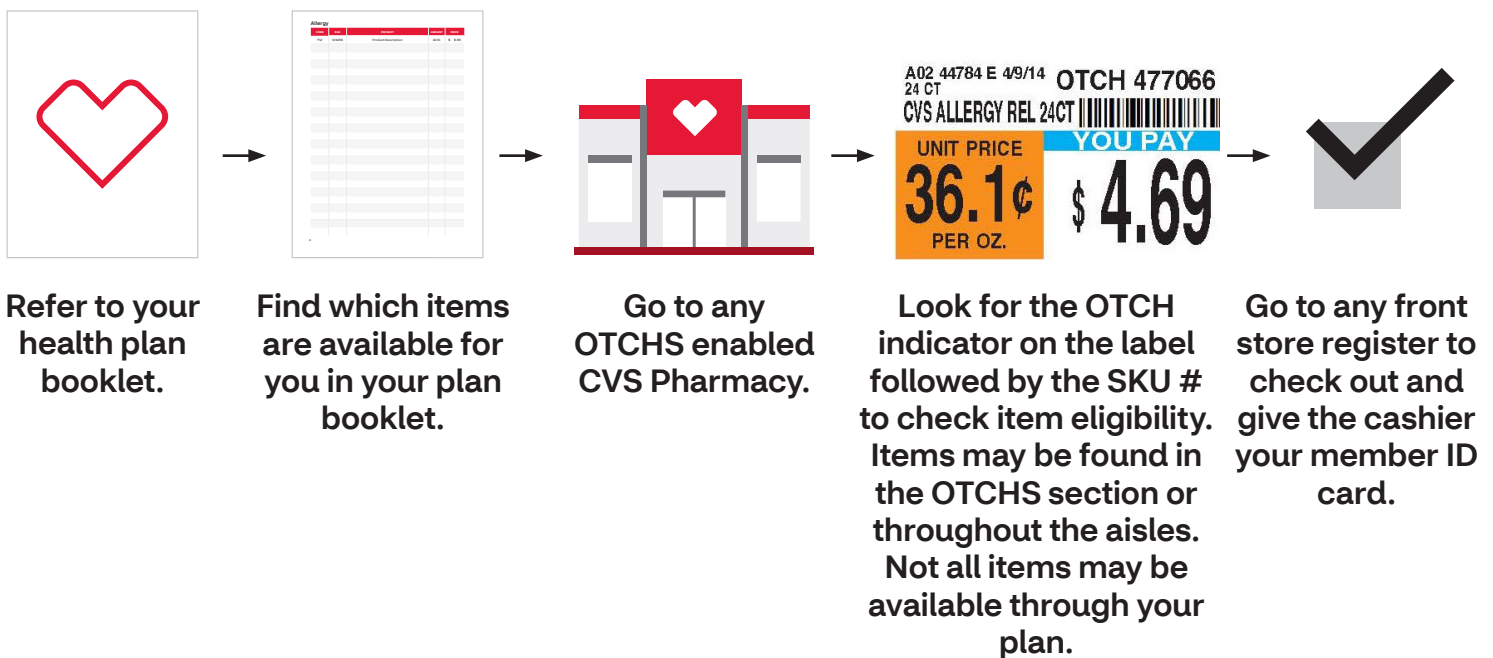 Allergy
PRODUCT
Product Description
A02 44784 E 4/9/14
24 CT
OTCH 477066
CVS ALLERGY REL 24CT
UNIT PRICE
36.1¢
PER OZ.
YOU PAY
$ 4.69
Refer to your
health plan
booklet.
Find which items
are available for
you in your plan
booklet.
Go to any
OTCHS enabled
CVS Pharmacy.
Look for the OTCH
indicator on the label
followed by the SKU #
to check item eligibility.
Items may be found in
the OTCHS section or
throughout the aisles.
Not all items may be
available through your
plan.
Go to any front
store register to
check out and
give the cashier
your member ID
card.